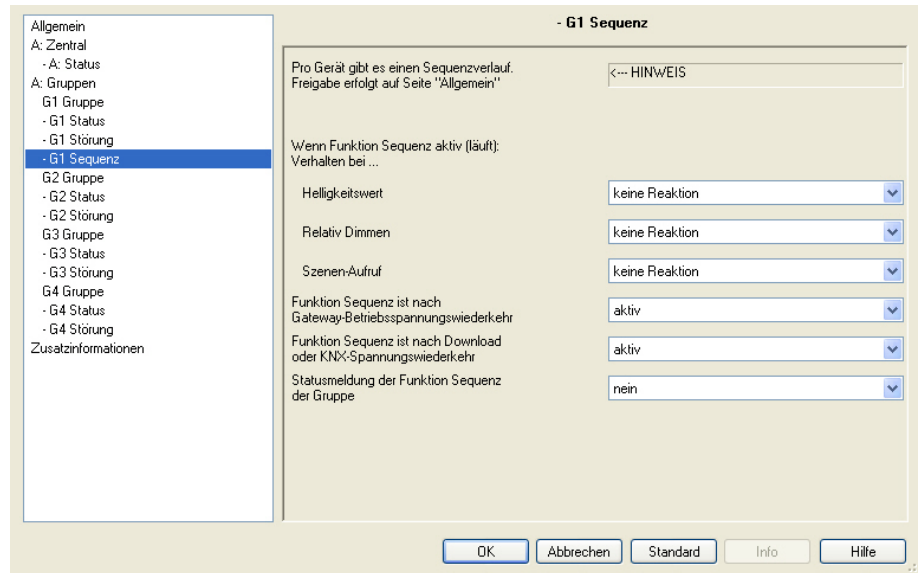 Allgemein
A: Zentral
- A: Status
A: Gruppen
G1 Gruppe
- G1 Status
- G1 Störung
- G1 Sequenz
G2 Gruppe
- G2 Status
- G2 Störung
G3 Gruppe
- G3 Status
- G3 Störung
G4 Gruppe
- G4 Status
- G4 Störung
Zusatzinformationen
- G1 Sequenz
Pro Gerät gibt es einen Sequenzverlauf.
Freigabe erfolgt auf Seite "Allgemein"
<--- HINWEIS
Wenn Funktion Sequenz aktiv (läuft):
Verhalten bei ...
Helligkeitswert
keine Reaktion
Relativ Dimmen
keine Reaktion
Szenen-Aufruf
keine Reaktion
Funktion Sequenz ist nach
Gateway-Betriebsspannungswiederkehr
aktiv
Funktion Sequenz ist nach Download
oder KNX-Spannungswiederkehr
aktiv
Statusmeldung der Funktion Sequenz
der Gruppe
nein
OK
Abbrechen
Standard
Info
Hilfe